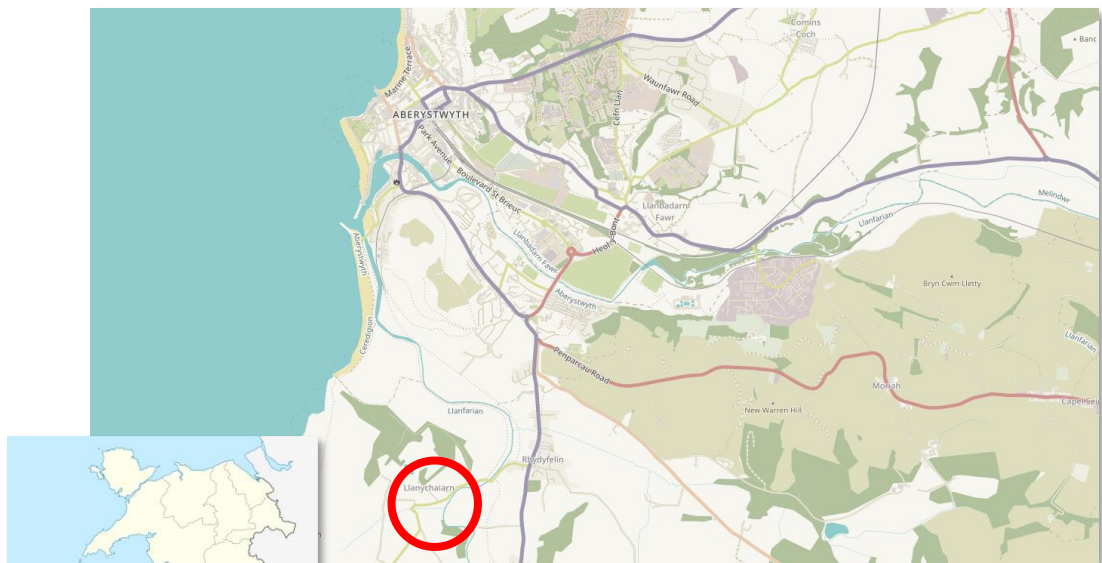 Comins
Coch
Banc
Marine Terrace
Waunfawr Road
Cefn Llan
ABERYSTWYTH
Park Avenue
Boulevard St Brieuc
Melindwr
Llanbadarn
Fawr
Llanfarian
Heol-y-Bont
Llanbadarn Fawr
Aberystwyth
Bryn Cwm Lletty
Aberystwyth
Ceredigion
Llanfarian
Penparcau Road
Moriah
Capel Sei
New Warren Hill
Llanfarian
Rhydyfelin
Llanychaiarn